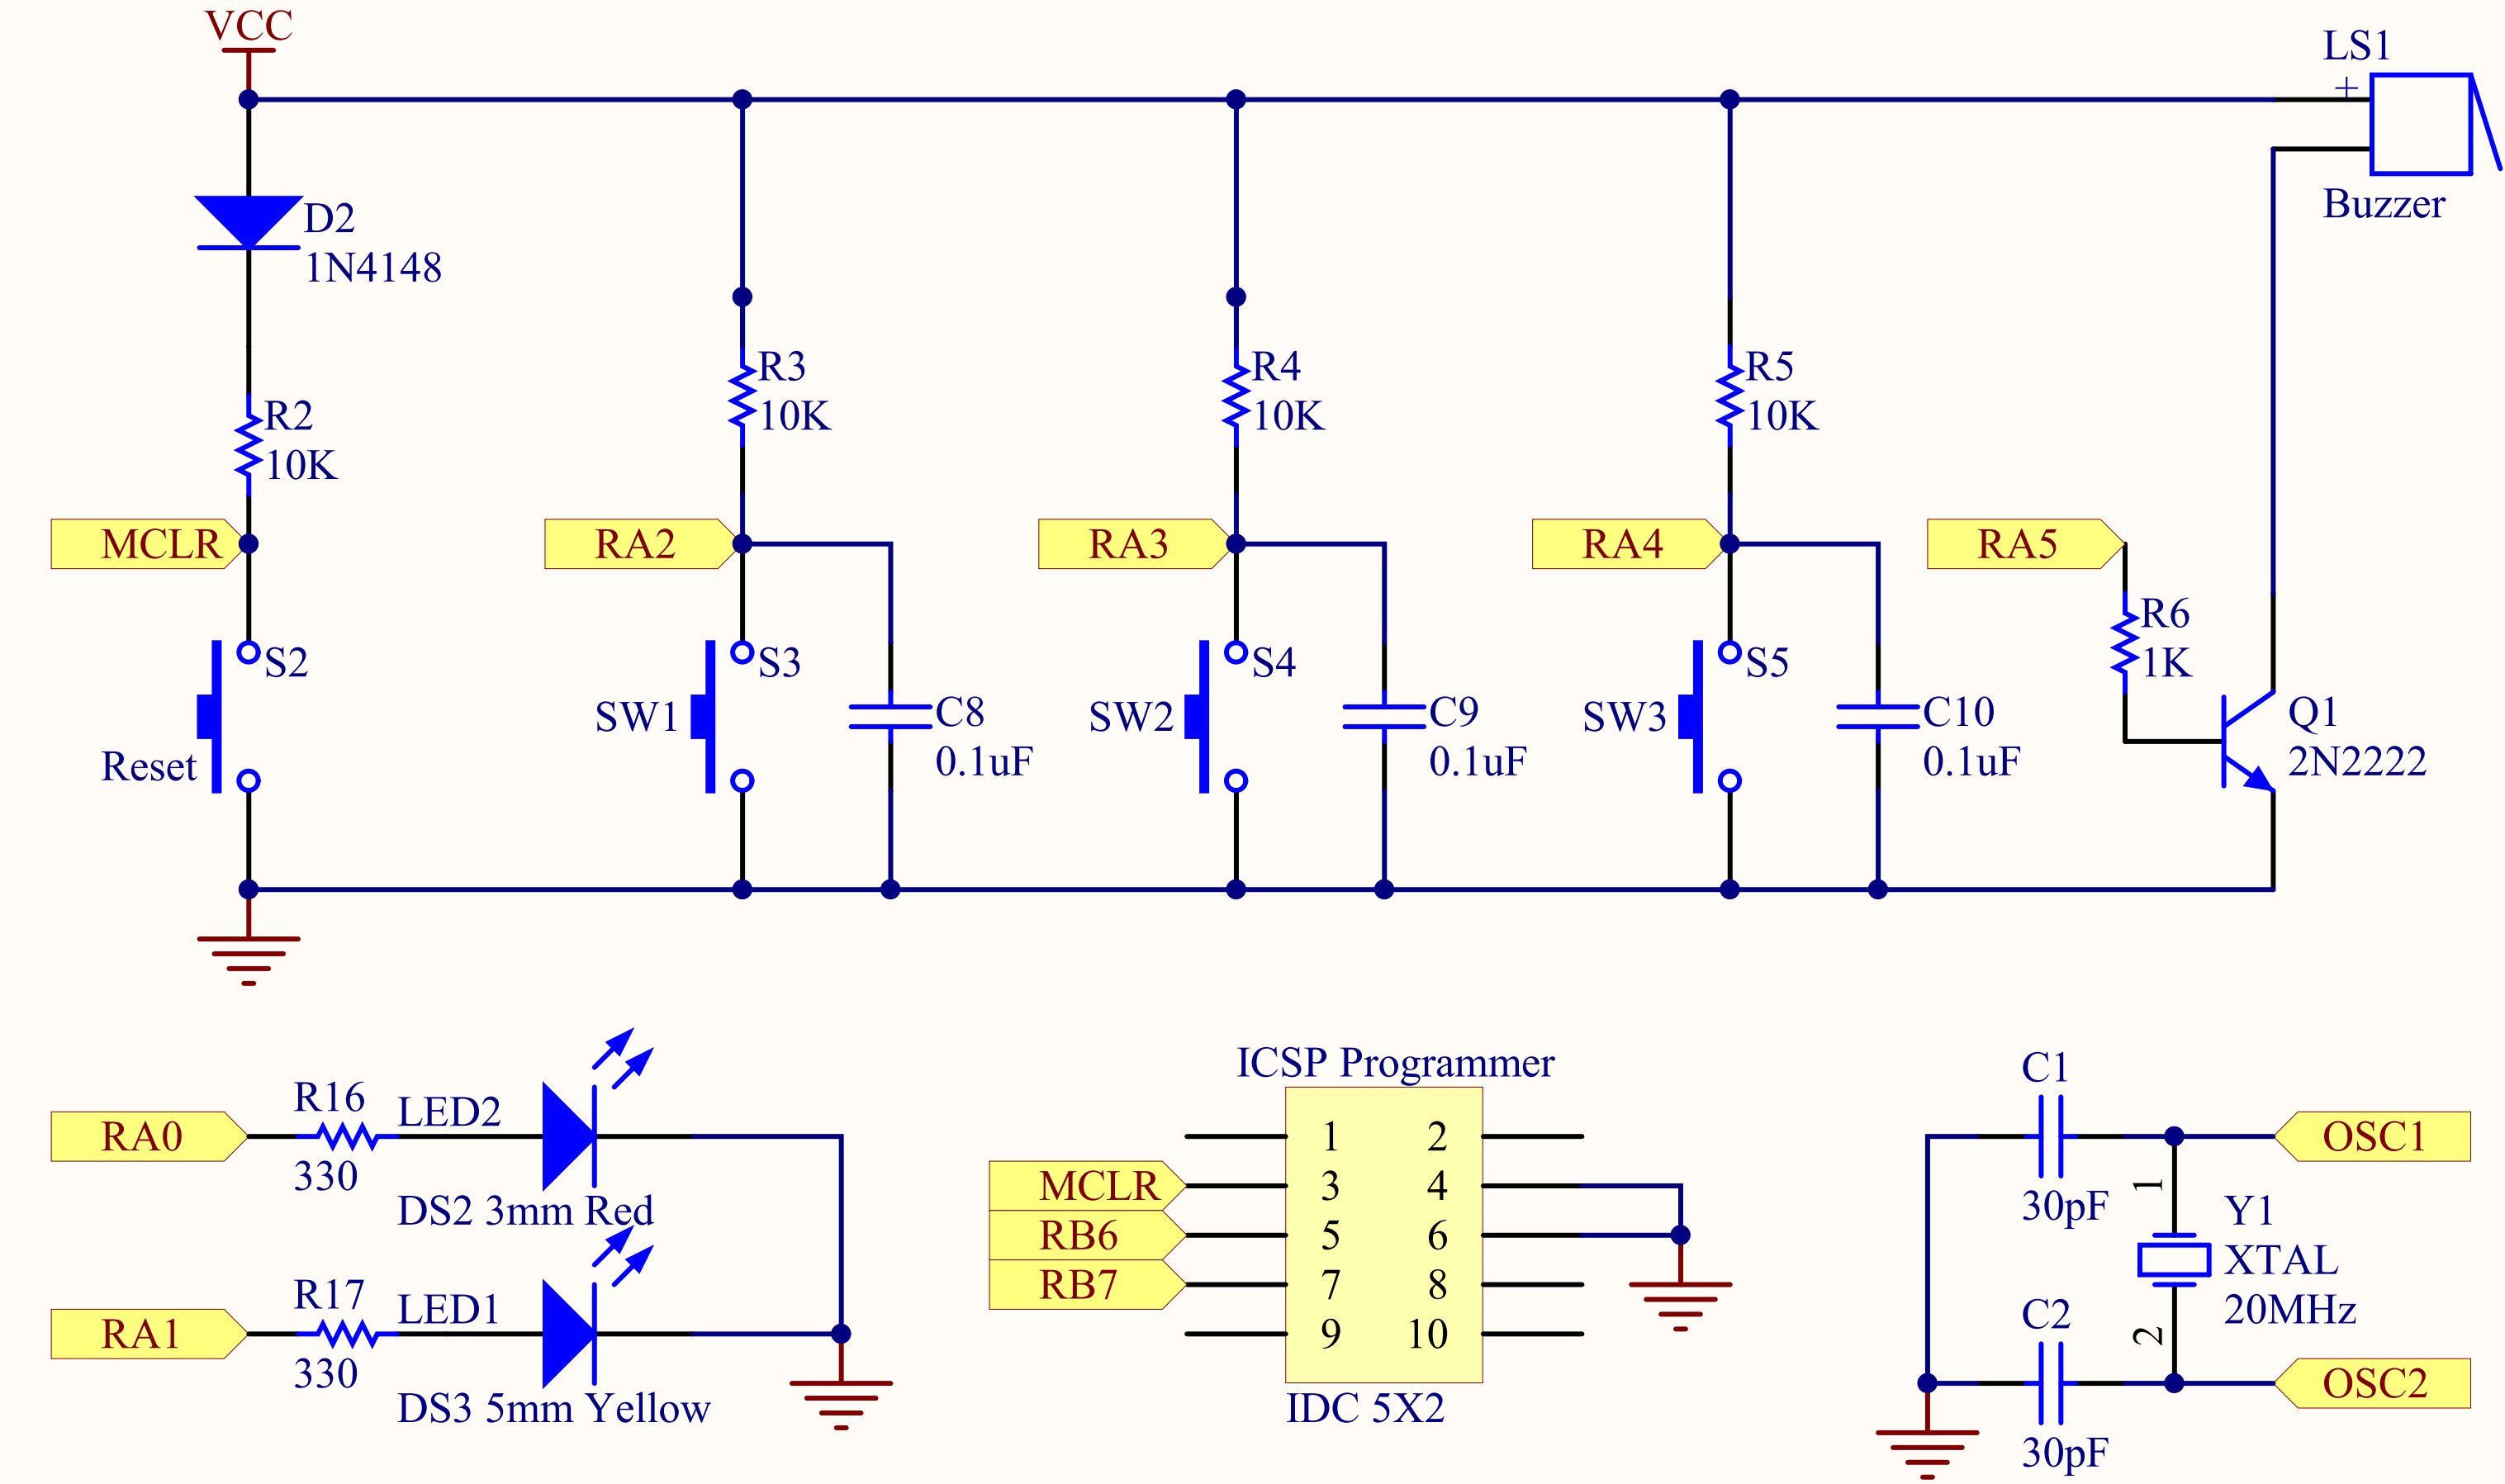 VCC
LS1
+
Buzzer
D2
1N4148
R2
10K
R3
10K
R4
10K
R5
10K
MCLR
RA2
RA3
RA4
RA5
R6
1K
S2
Reset
S3
SW1
C8
0.1uF
S4
SW2
C9
0.1uF
S5
SW3
C10
0.1uF
Q1
2N2222
RA0
R16
330
LED2
DS2 3mm Red
RA1
R17
330
LED1
DS3 5mm Yellow
ICSP Programmer
1 2
MCLR 3 4
RB6 5 6
RB7 7 8
9 10
IDC 5X2
C1
30pF
OSC1
1
Y1
XTAL
20MHz
2
C2
30pF
OSC2